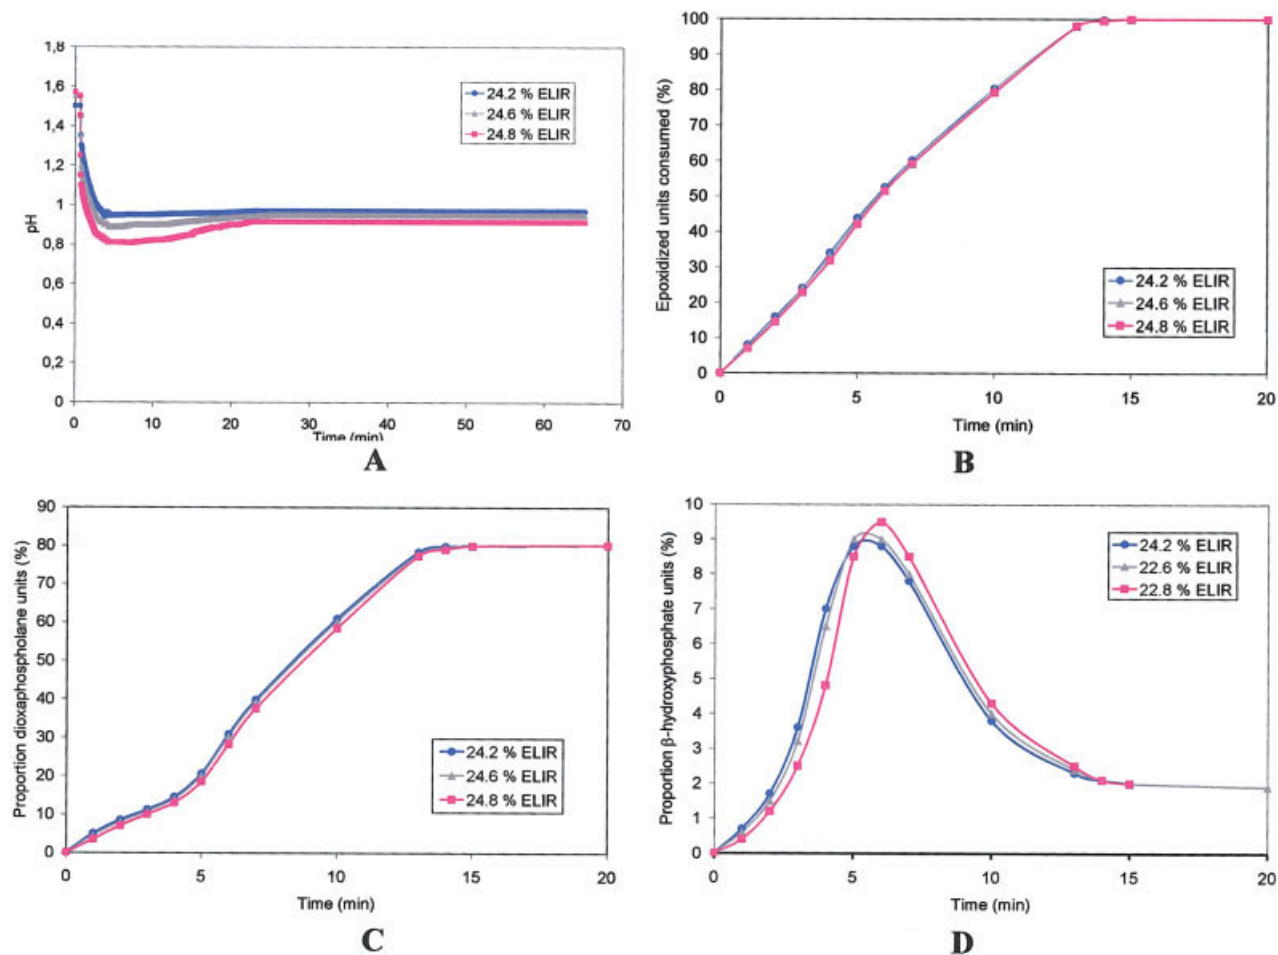 1,8
1,6
1,4
1,2
1
0,8
0,6
0,4
0,2
0
pH
0 10 20 30 40 50 60 70
Time (min)
24.2 % ELIR
24.6 % ELIR
24.8 % ELIR
A
100
90
80
70
60
50
40
30
20
10
0
Epoxidized units consumed (%)
0 5 10 15 20
Time (min)
24.2 % ELIR
24.6 % ELIR
24.8 % ELIR
B
90
80
70
60
50
40
30
20
10
0
Proportion dioxaphospholane units (%)
0 5 10 15 20
Time (min)
24.2 % ELIR
24.6 % ELIR
24.8 % ELIR
C
10
9
8
7
6
5
4
3
2
1
0
Proportion β-hydroxyphosphate units (%)
0 5 10 15 20
Time (min)
24.2 % ELIR
22.6 % ELIR
22.8 % ELIR
D